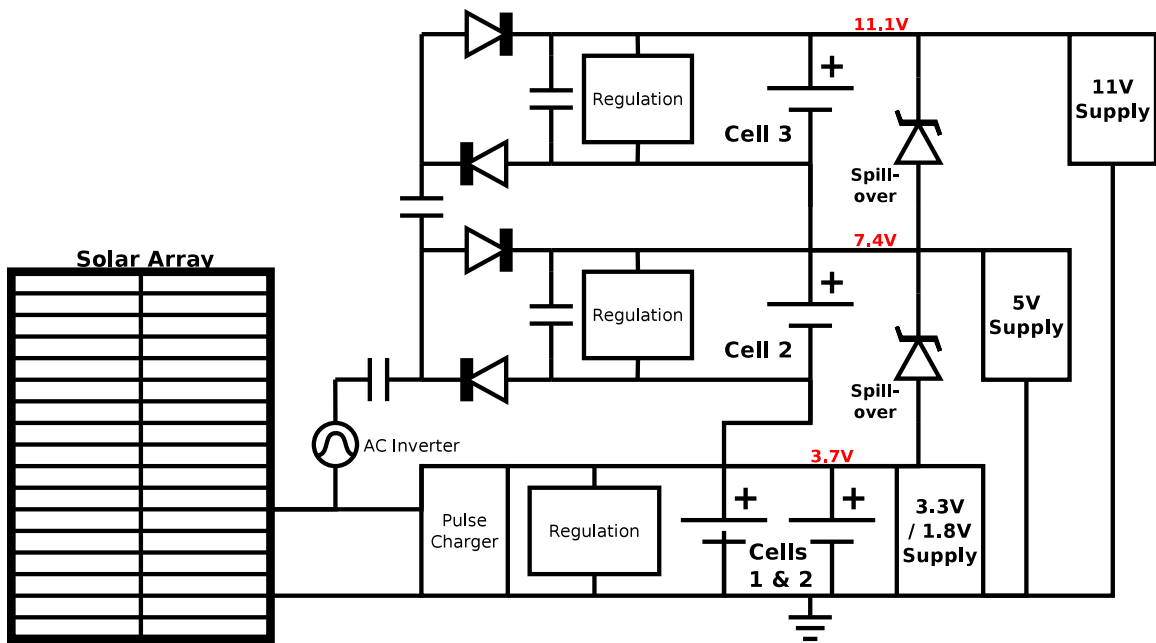 11.1V
Regulation
+
Cell 3
11V
Supply
Spill-
over
Solar Array
7.4V
Regulation
+
Cell 2
5V
Supply
Spill-
over
AC Inverter
3.7V
Pulse
Charger
Regulation
+
+
Cells
1 & 2
3.3V
/ 1.8V
Supply